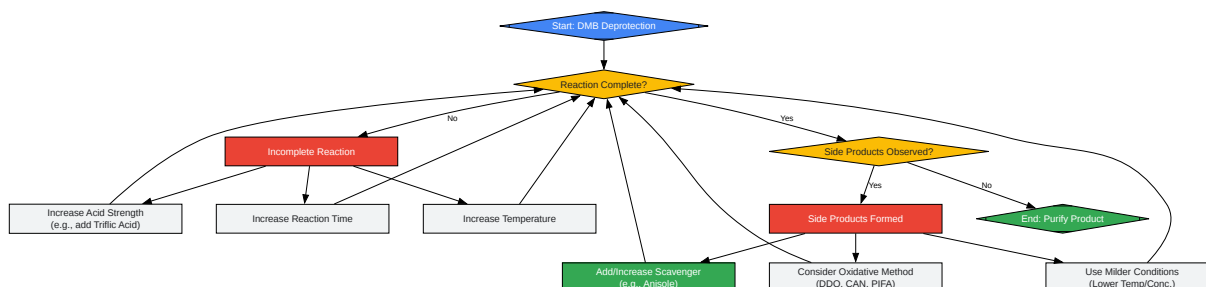 Start: DMB Deprotection
Reaction Complete?
No
Yes
Incomplete Reaction
Side Products Observed?
Yes
No
Increase Acid Strength
(e.g., add Triflic Acid)
Increase Reaction Time
Increase Temperature
Side Products Formed
End: Purify Product
Add/Increase Scavenger
(e.g., Anisole)
Consider Oxidative Method
(DDQ, CAN, PIFA)
Use Milder Conditions
(Lower Temp/Conc.)